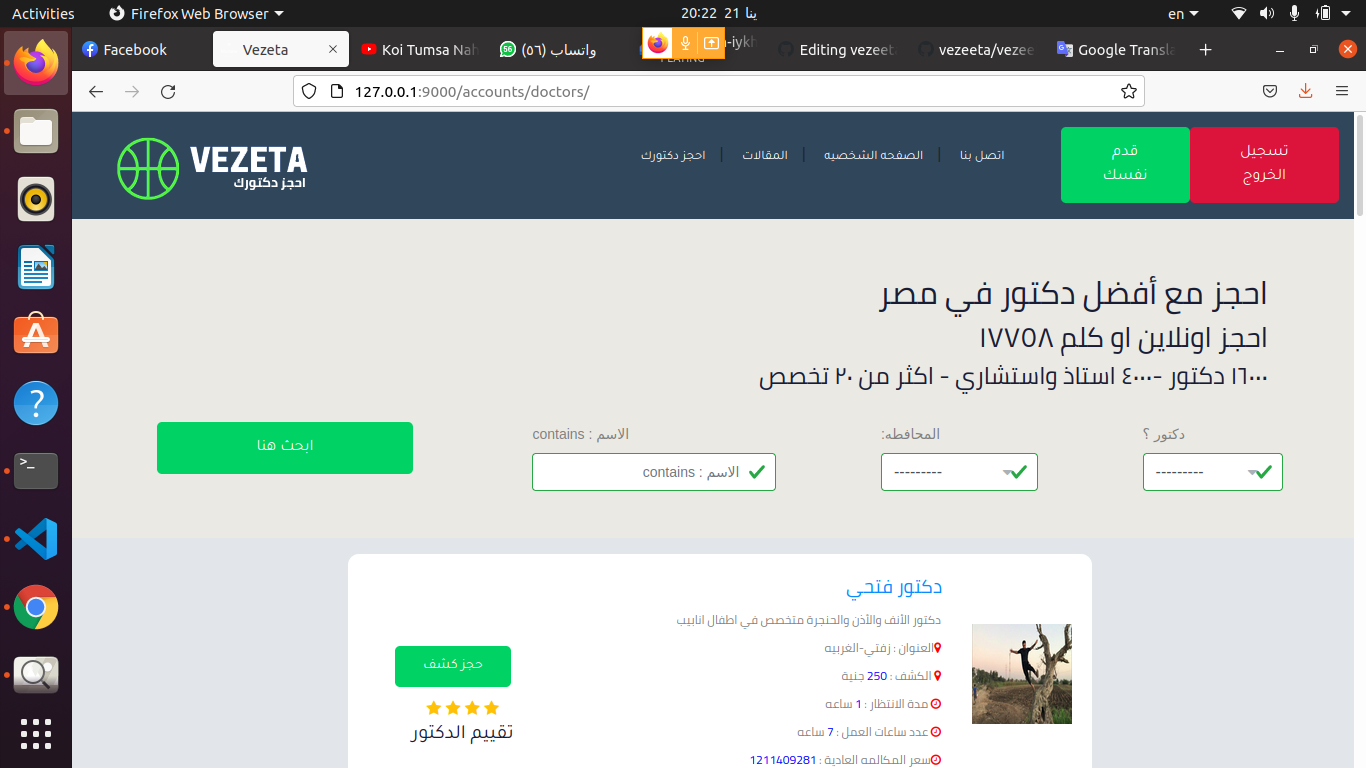 Activities
Firefox Web Browser
ينا 21 20:22
en
Facebook
Vezeta
Koi Tumsa Nah
واتساب (٥٦)
a-iykh
PLAYING
Editing vezeet
vezeeta/vezee
Google Transla
127.0.0.1:9000/accounts/doctors/
VEZETA
احجز دكتورك
احجز دكتورك
المقالات
الصفحه الشخصيه
اتصل بنا
قدم
نفسك
تسجيل
الخروج
احجز مع أفضل دكتور في مصر
احجز اونلاين او كلم ١٧٧٥٨
١٦٠٠٠ دكتور -٤٠٠٠ استاذ واستشاري - اكثر من ٢٠ تخصص
دكتور ؟
المحافطه:
الاسم : contains
---------
---------
الاسم : contains
ابحث هنا
دكتور فتحي
دكتور الأنف والأذن والحنجرة متخصص في اطفال انابيب
العنوان : زفتي-الغربيه
الكشف : 250 جنية
مدة الانتظار : 1 ساعه
عدد ساعات العمل : 7 ساعه
سعر المكالمه العادية : 1211409281
حجز كشف
تقييم الدكتور